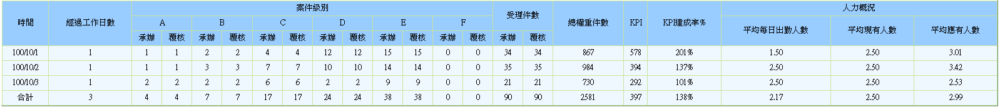 時間 經過工作日數 案件級別 受理件數 總權重件數 KPI KPI達成率% 人力概況
A B C D E F 平均每日出勤人數 平均現有人數 平均應有人數
承辦 覆核 承辦 覆核 承辦 覆核 承辦 覆核 承辦 覆核 承辦 覆核 承辦 覆核
100/10/1 1 1 1 2 2 4 4 12 12 15 15 0 0 34 34 867 578 201% 1.50 2.50 3.01
100/10/2 1 1 1 3 3 7 7 10 10 14 14 0 0 35 35 984 394 137% 2.50 2.50 3.42
100/10/3 1 2 2 2 2 6 6 2 2 9 9 0 0 21 21 730 292 101% 2.50 2.50 2.53
合計 3 4 4 7 7 17 17 24 24 38 38 0 0 90 90 2581 397 138% 2.17 2.50 2.99